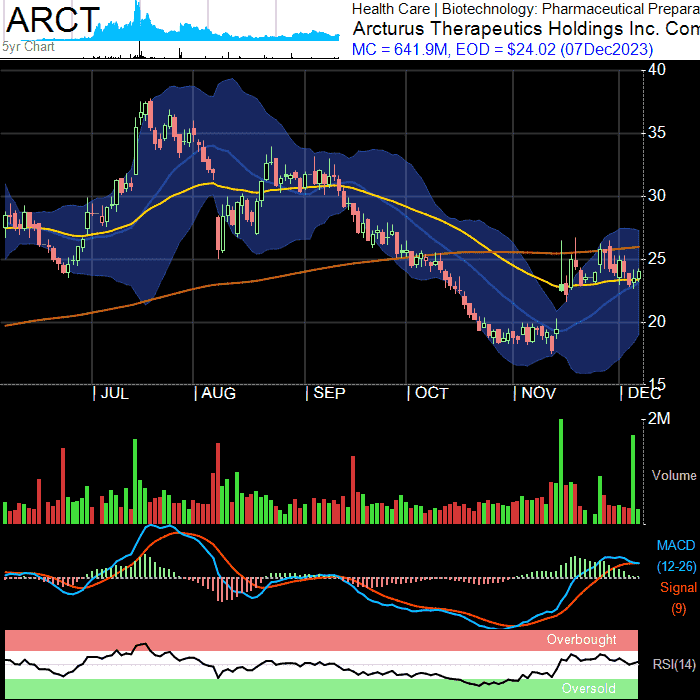 ARCT
5yr Chart
Health Care | Biotechnology: Pharmaceutical Prepara
Arcturus Therapeutics Holdings Inc. Com
MC = 641.9M, EOD = $24.02 (07Dec2023)
40
35
30
25
20
15
| JUL | AUG | SEP | OCT | NOV | DEC
2M
Volume
MACD
(12-26)
Signal
(9)
Overbought
RSI(14)
Oversold